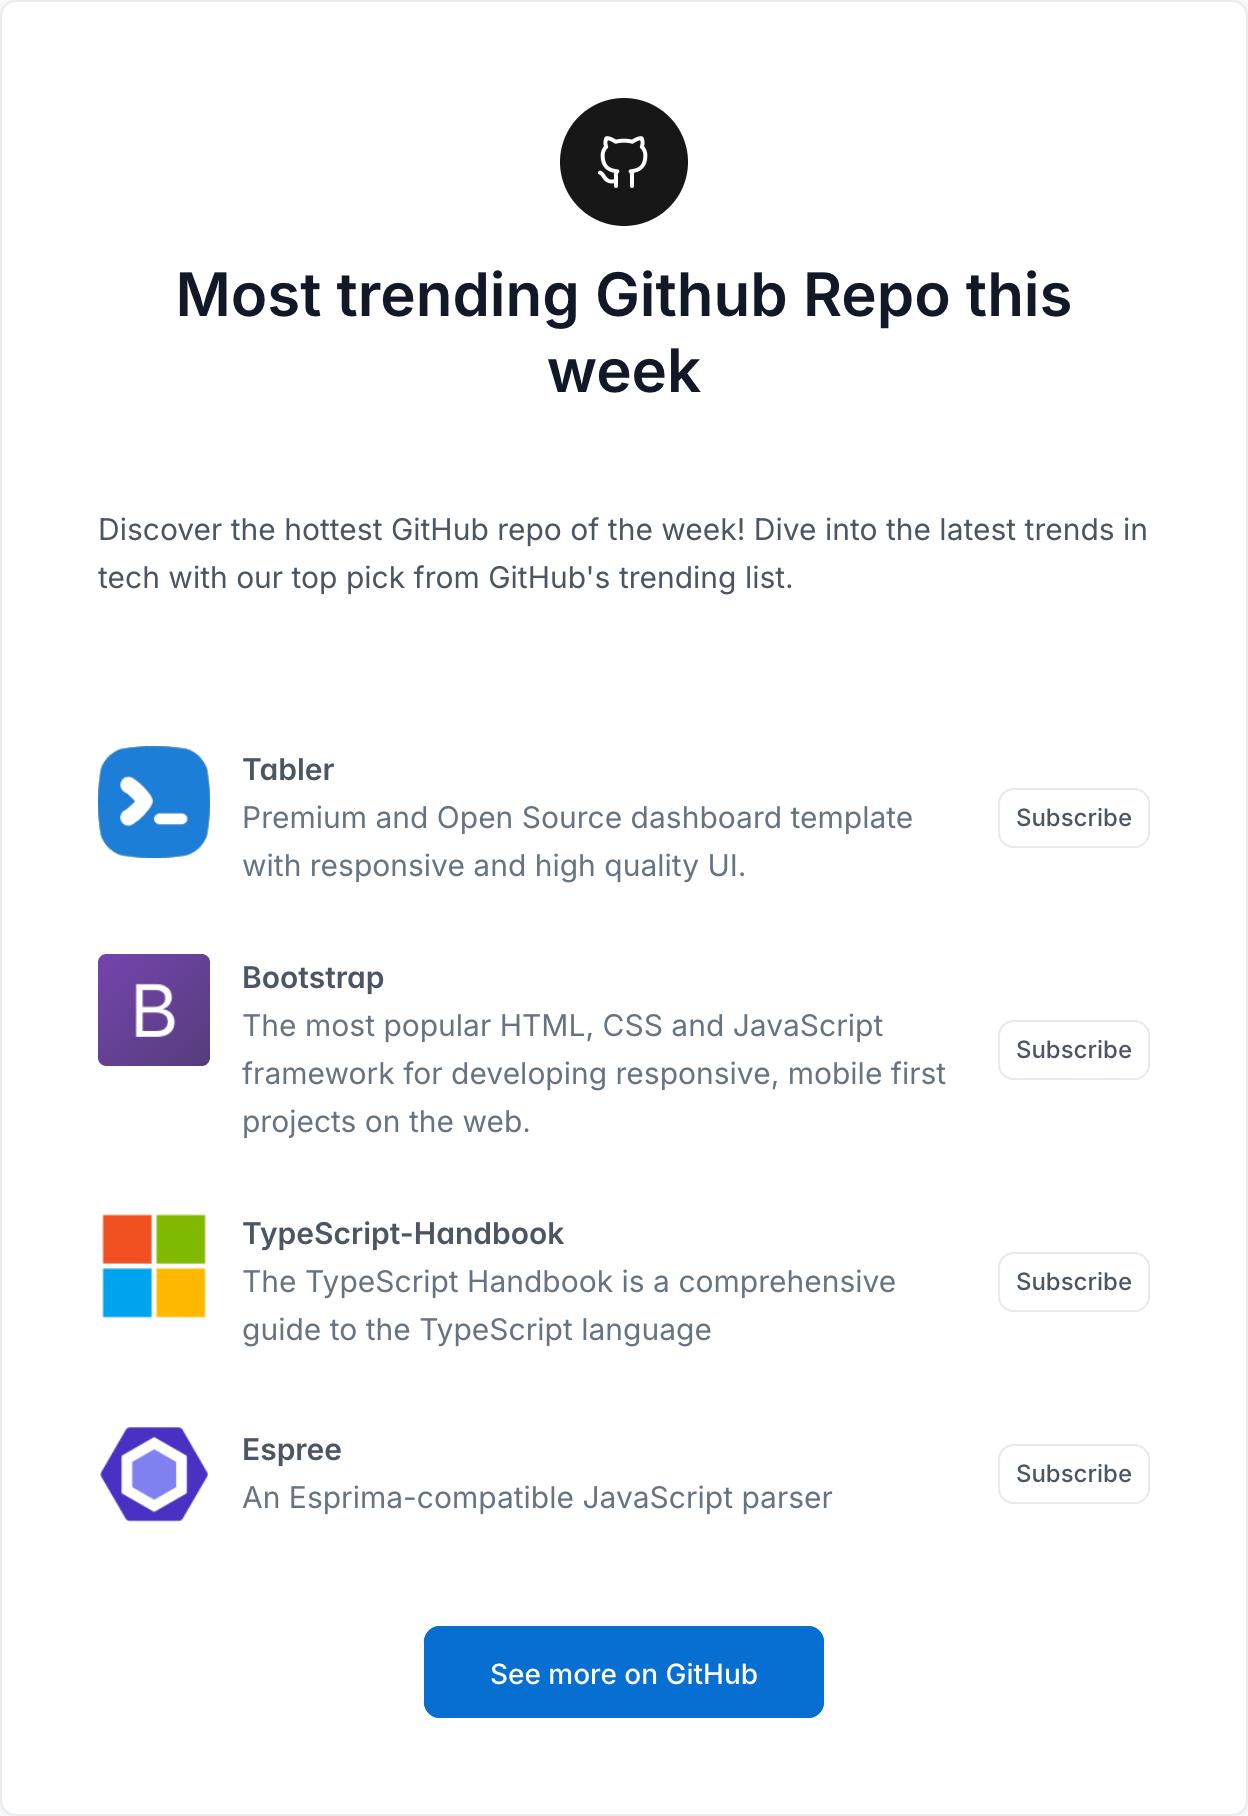 Most trending Github Repo this
week
Discover the hottest GitHub repo of the week! Dive into the latest trends in
tech with our top pick from GitHub's trending list.
Tabler
Premium and Open Source dashboard template
with responsive and high quality UI.
Subscribe
B
Bootstrap
The most popular HTML, CSS and JavaScript
framework for developing responsive, mobile first
projects on the web.
Subscribe
TypeScript-Handbook
The TypeScript Handbook is a comprehensive
guide to the TypeScript language
Subscribe
Espree
An Esprima-compatible JavaScript parser
Subscribe
See more on GitHub